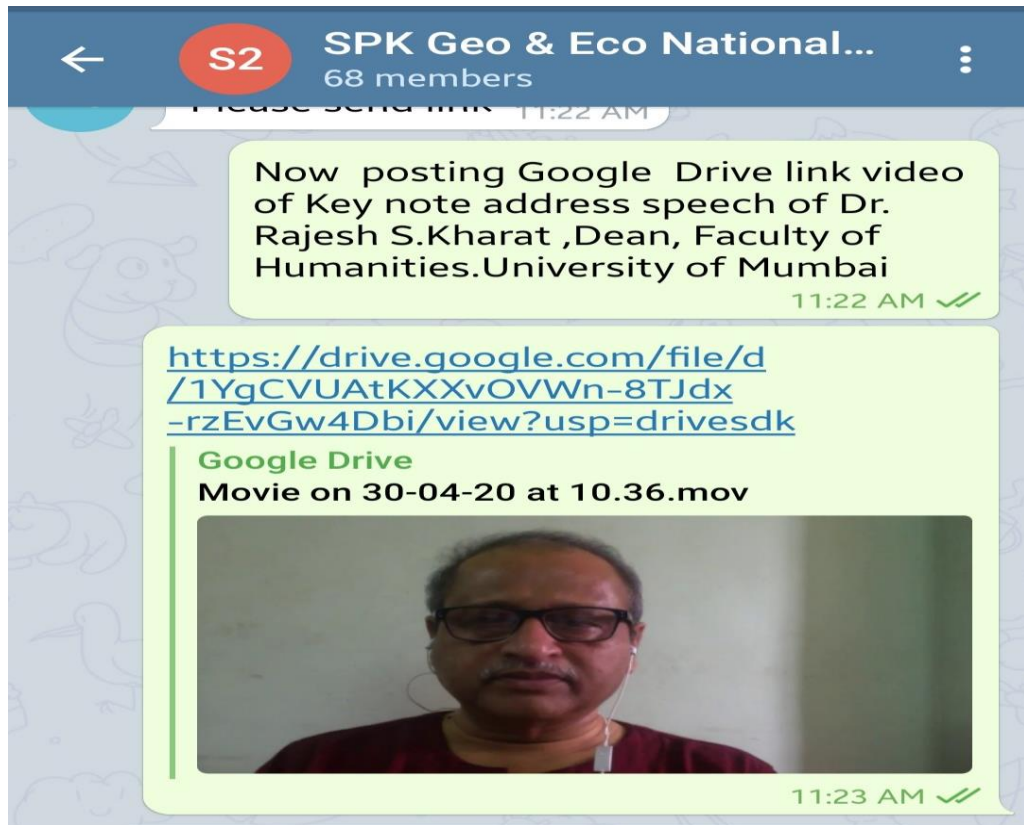 S2
SPK Geo & Eco National...
68 members
Please send link 11:22 AM
Now posting Google Drive link video
of Key note address speech of Dr.
Rajesh S.Kharat ,Dean, Faculty of
Humanities.University of Mumbai
11:22 AM
https://drive.google.com/file/d
/1YgCVUAtKXXvOVWn-8TJdx
-rzEvGw4Dbi/view?usp=drivesdk
Google Drive
Movie on 30-04-20 at 10.36.mov
11:23 AM